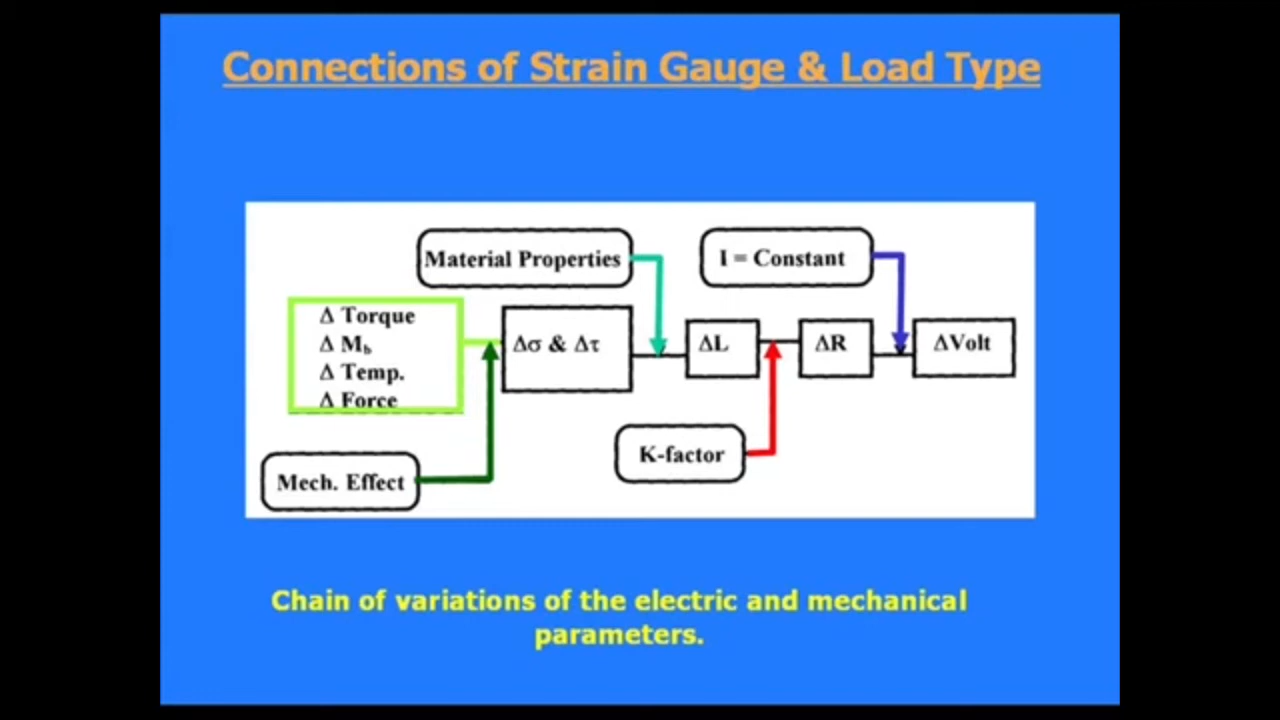 Connections of Strain Gauge & Load Type
Material Properties
I = Constant
Δ Torque
Δ M_b
Δ Temp.
Δ Force
Δσ & Δτ
ΔL
ΔR
ΔVolt
K-factor
Mech. Effect
Chain of variations of the electric and mechanical
parameters.